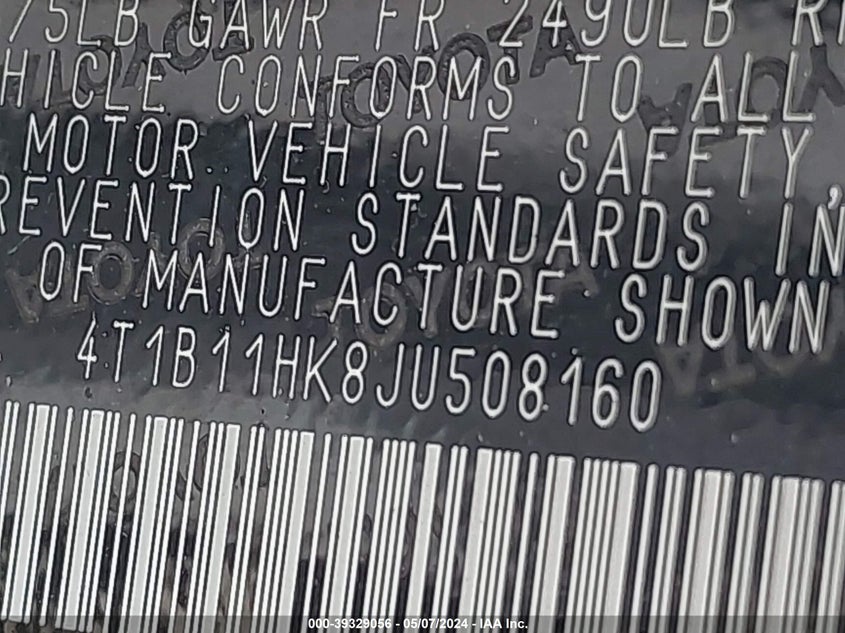 75LB GAWR FR 2490LB R
HICLE CONFORMS TO ALL
MOTOR VEHICLE SAFETY,
REVENTION STANDARDS IN
OF MANUFACTURE SHOWN
4T1B11HK8JU508160
000-39329056 - 05/07/2024 - IAA Inc.